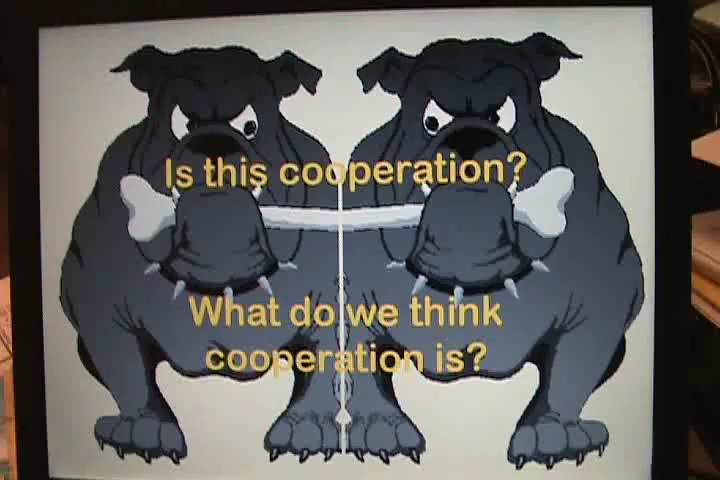 Is this cooperation?
What do we think
cooperation is?